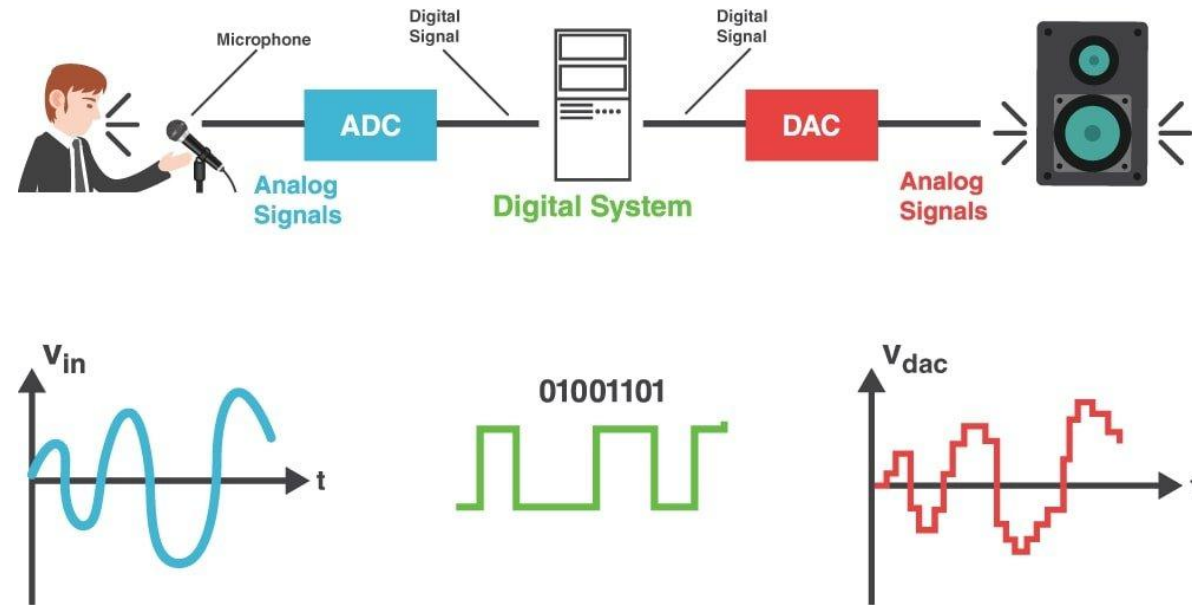 Microphone
Digital
Signal
Digital
Signal
ADC
DAC
Analog
Signals
Digital System
Analog
Signals
Vin
01001101
Vdac
t